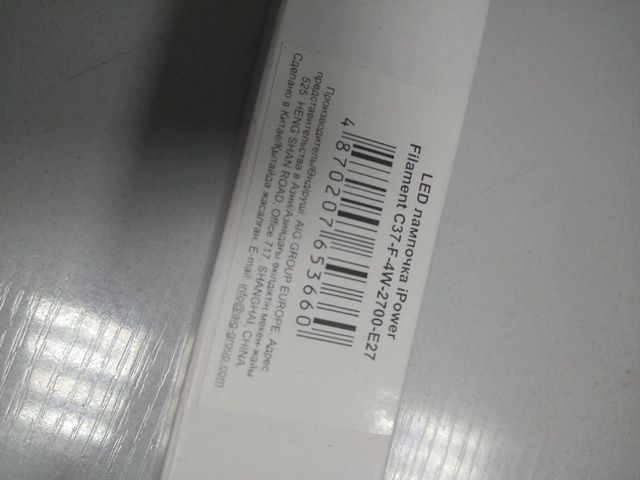 LED лампочка iPower
Filament C37-F-4W-2700-E27
4 870207 653660
Производитель/Өндіруші: AIG GROUP EUROPE. Адрес
представительства в Азии/Азиядағы өкілдіктің мекен-жайы
525 HENG SHAN ROAD, Office 717, SHANGHAI, CHINA
Сделано в Китае/Қытайда жасалған. E-mail: info@aig-group.com